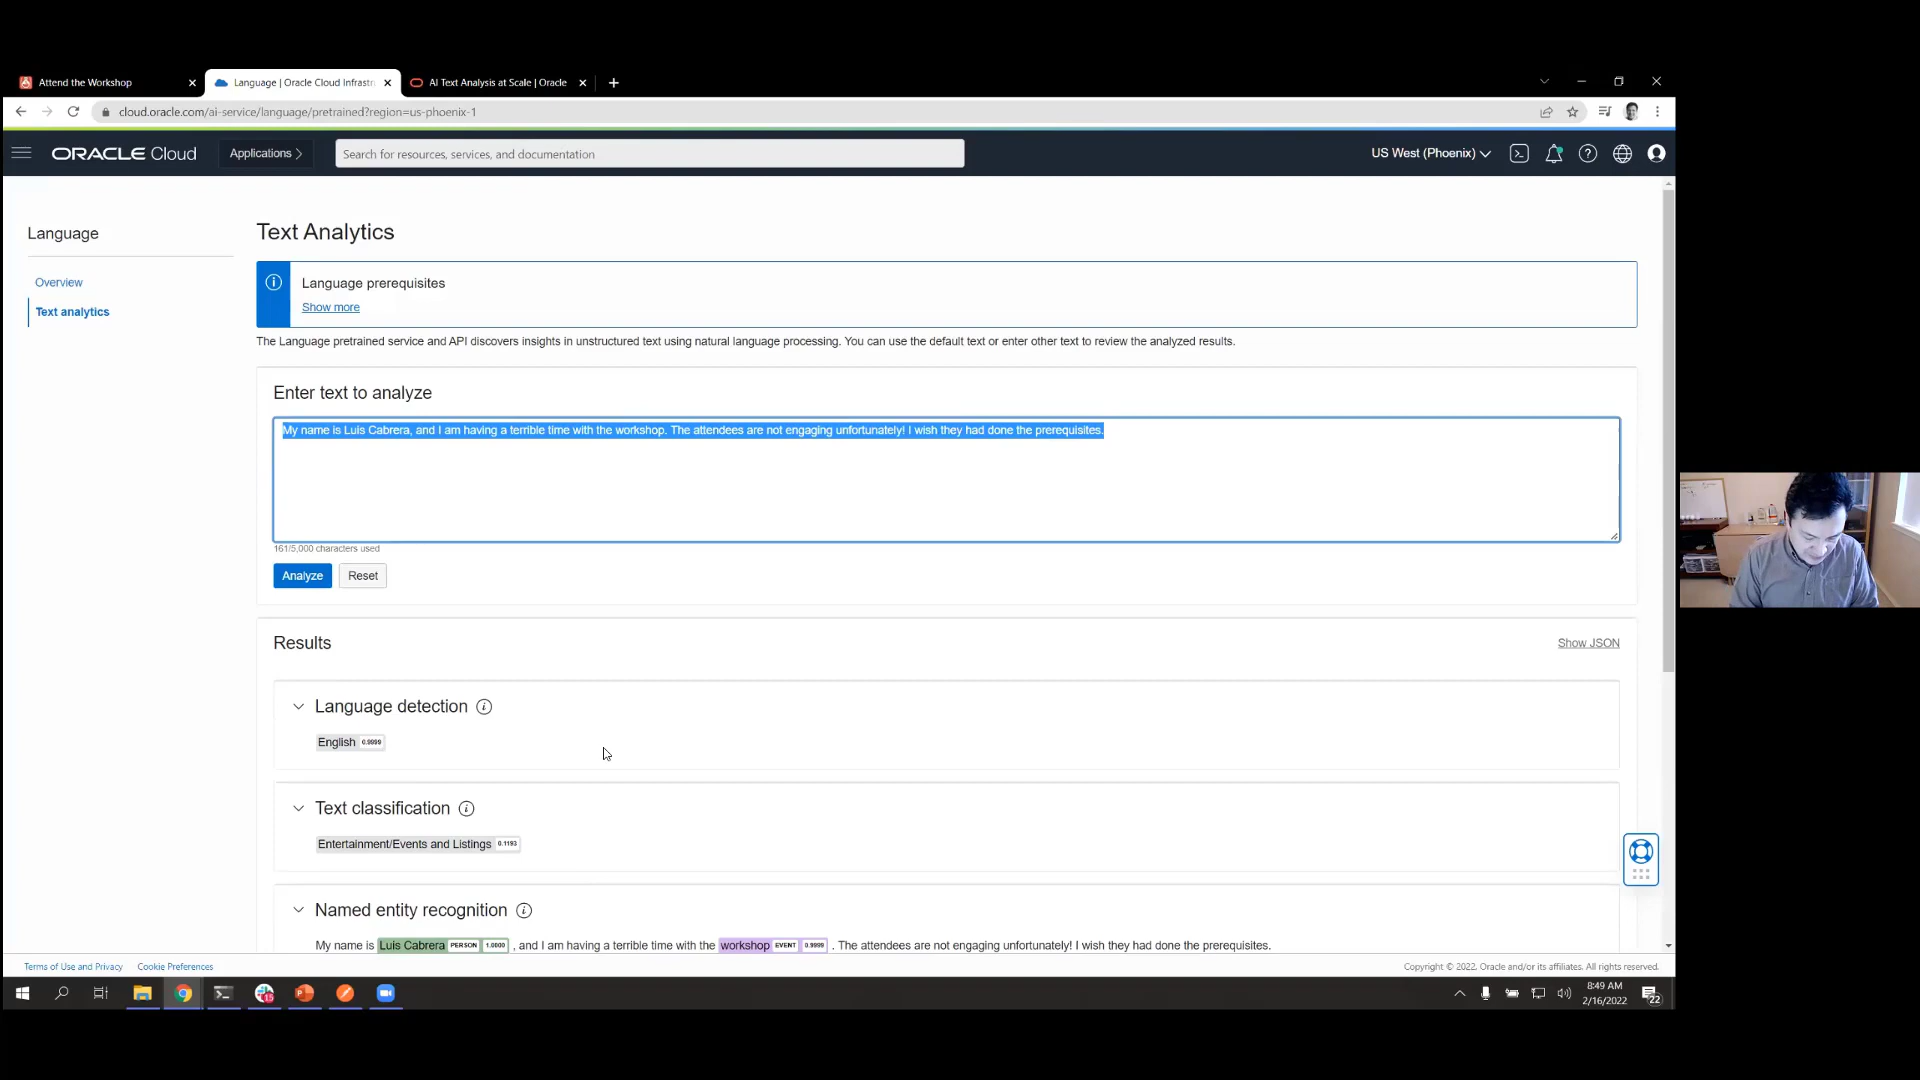 Attend the Workshop
Language | Oracle Cloud Infrastr
AI Text Analysis at Scale | Oracle
cloud.oracle.com/ai-service/language/pretrained?region=us-phoenix-1
ORACLE Cloud
Applications
Search for resources, services, and documentation
US West (Phoenix)
Language
Overview
Text analytics
Text Analytics
Language prerequisites
Show more
The Language pretrained service and API discovers insights in unstructured text using natural language processing. You can use the default text or enter other text to review the analyzed results.
Enter text to analyze
My name is Luis Cabrera, and I am having a terrible time with the workshop. The attendees are not engaging unfortunately! I wish they had done the prerequisites.
161/5,000 characters used
Analyze
Reset
Results
Show JSON
Language detection
English 0.9999
Text classification
Entertainment/Events and Listings 0.1193
Named entity recognition
My name is Luis Cabrera PERSON 1.0000 , and I am having a terrible time with the workshop EVENT 0.9999 . The attendees are not engaging unfortunately! I wish they had done the prerequisites.
Terms of Use and Privacy
Cookie Preferences
Copyright © 2022, Oracle and/or its affiliates. All rights reserved.
15
8:49 AM
2/16/2022
22